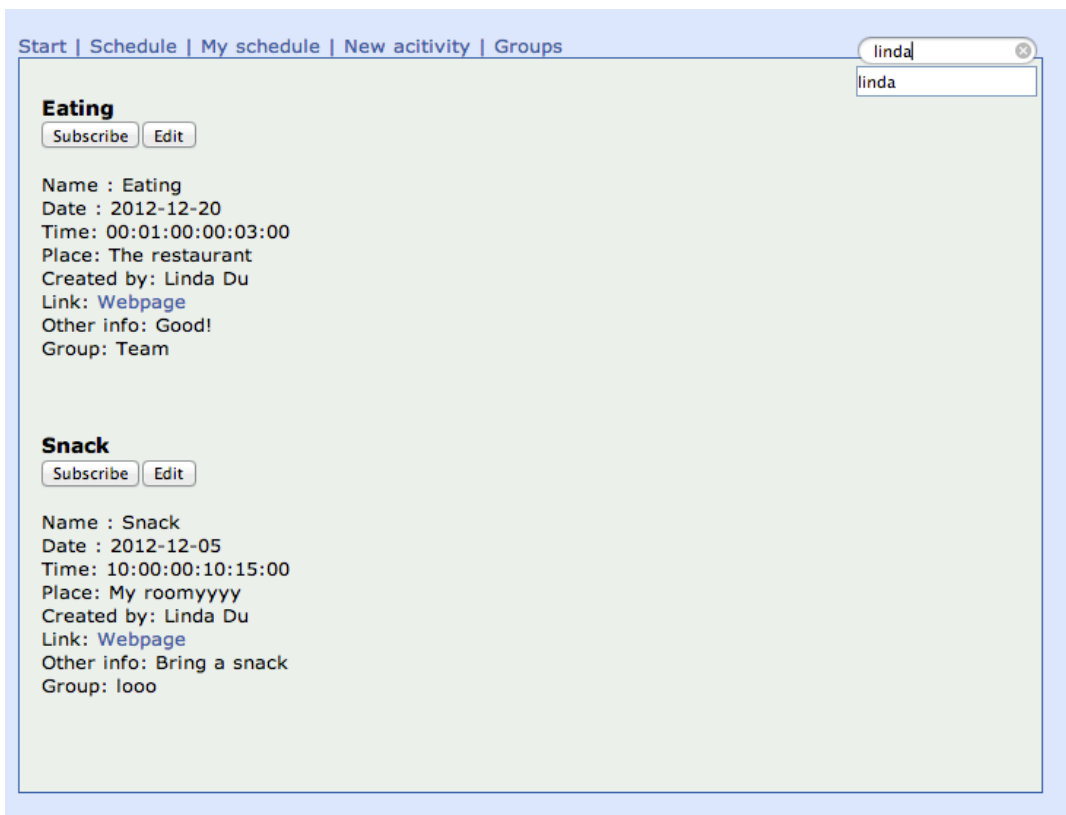 Start | Schedule | My schedule | New acitivity | Groups
linda
linda
Eating
Subscribe Edit
Name : Eating
Date : 2012-12-20
Time: 00:01:00:00:03:00
Place: The restaurant
Created by: Linda Du
Link: Webpage
Other info: Good!
Group: Team
Snack
Subscribe Edit
Name : Snack
Date : 2012-12-05
Time: 10:00:00:10:15:00
Place: My roomyyyy
Created by: Linda Du
Link: Webpage
Other info: Bring a snack
Group: looo